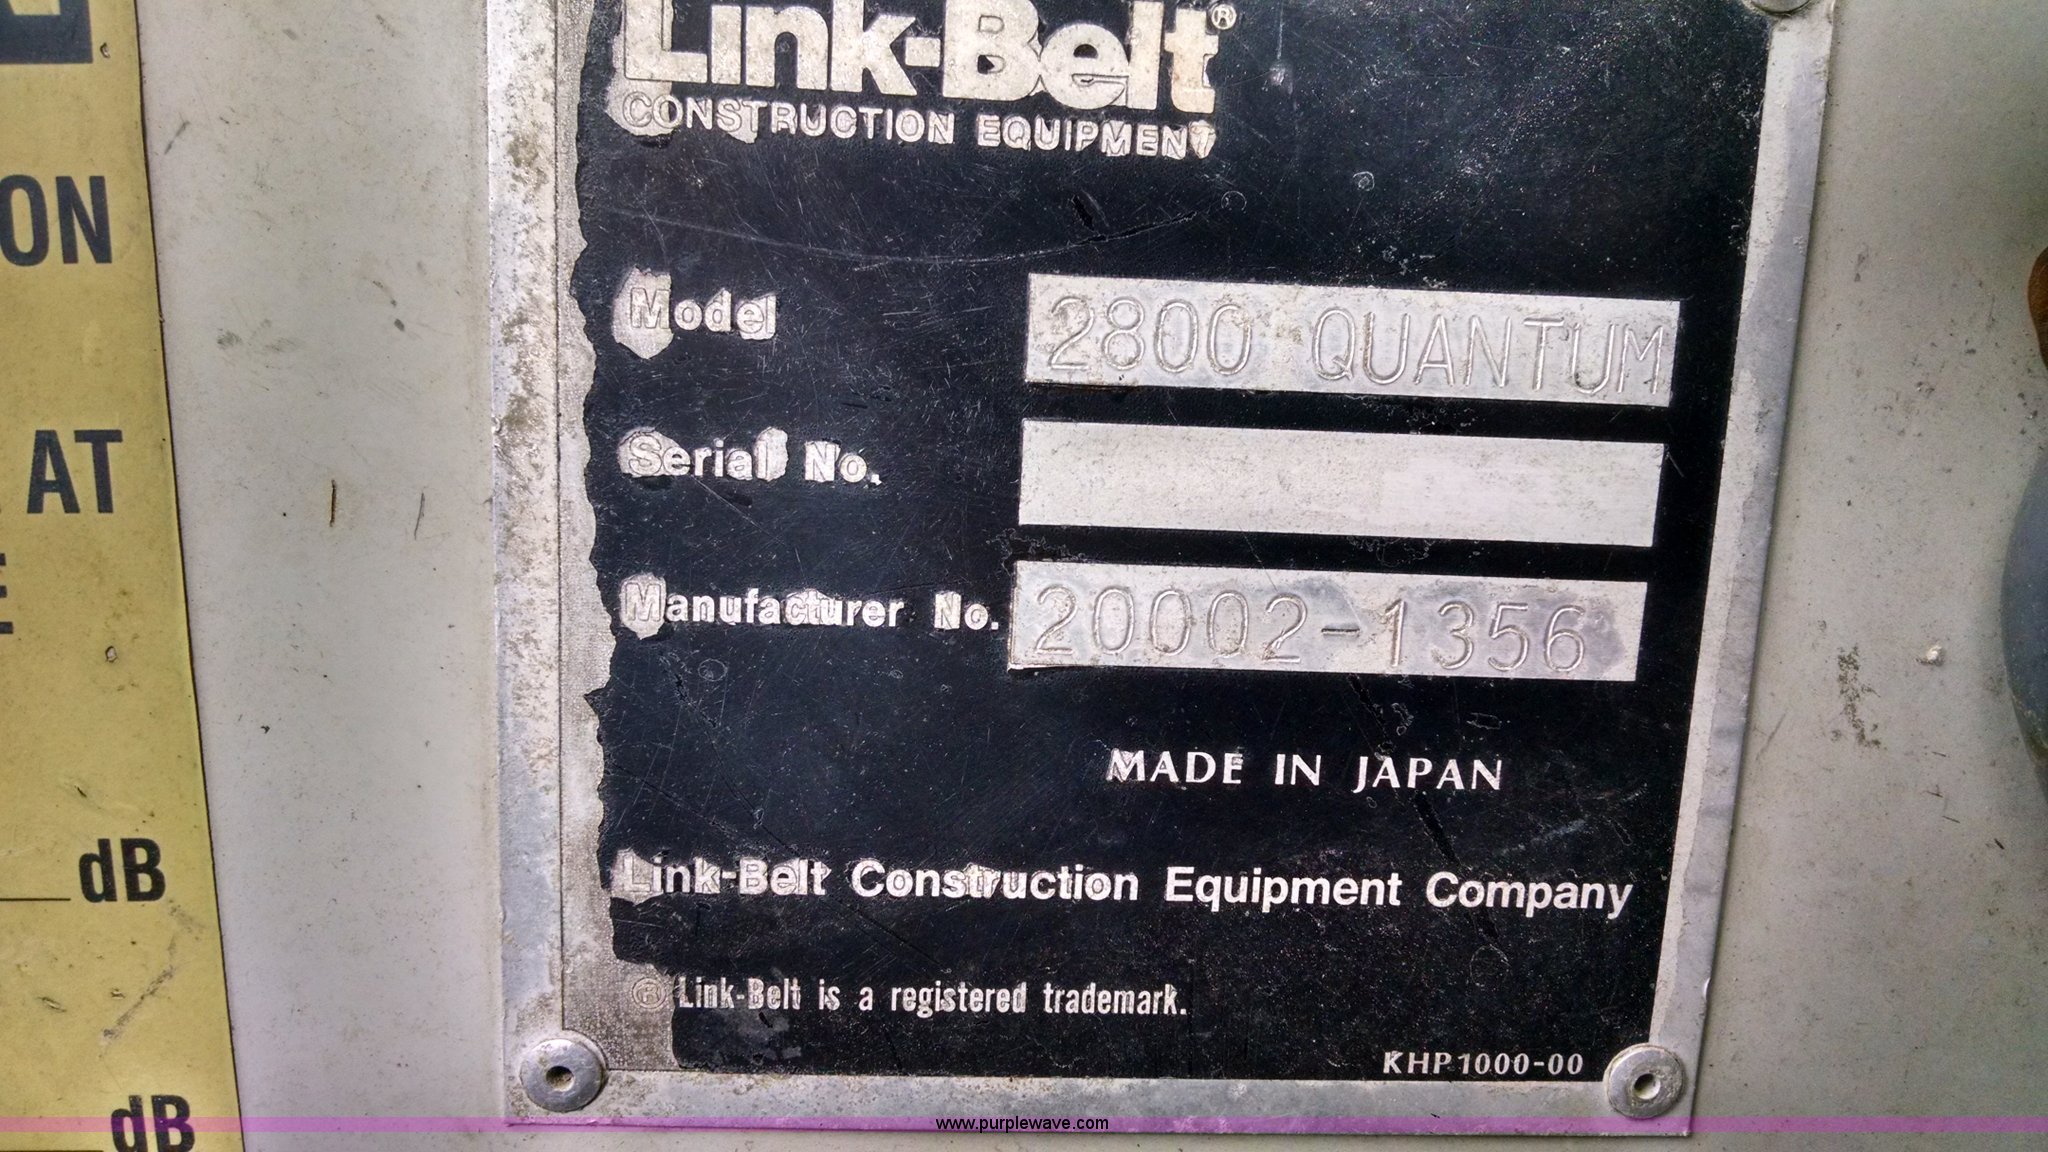 Link-Belt®
CONSTRUCTION EQUIPMENT
Model 2800 QUANTUM
Serial No.
Manufacturer No. 20002-1356
MADE IN JAPAN
Link-Belt Construction Equipment Company
® Link-Belt is a registered trademark.
KHP1000-00
ON
AT
dB
dB
www.purplewave.com